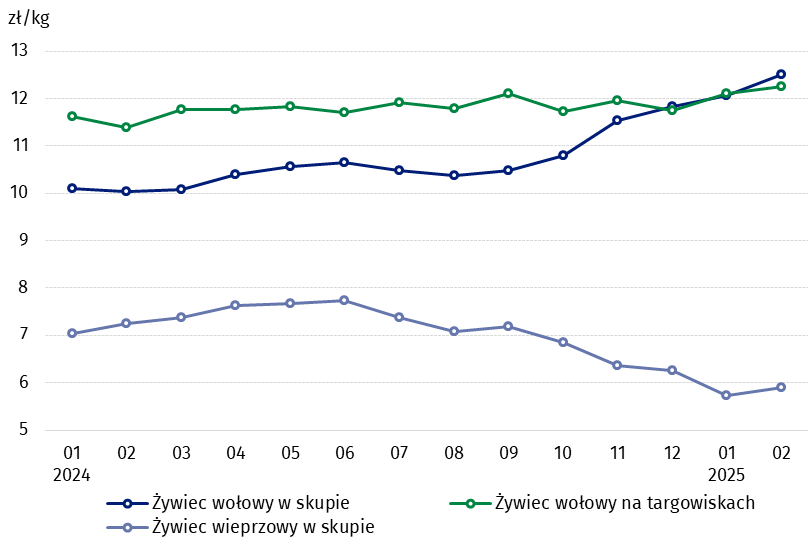 zł/kg
13
12
11
10
9
8
7
6
5
01 02 03 04 05 06 07 08 09 10 11 12 01 02
2024 2025
Żywiec wołowy w skupie Żywiec wołowy na targowiskach
Żywiec wieprzowy w skupie